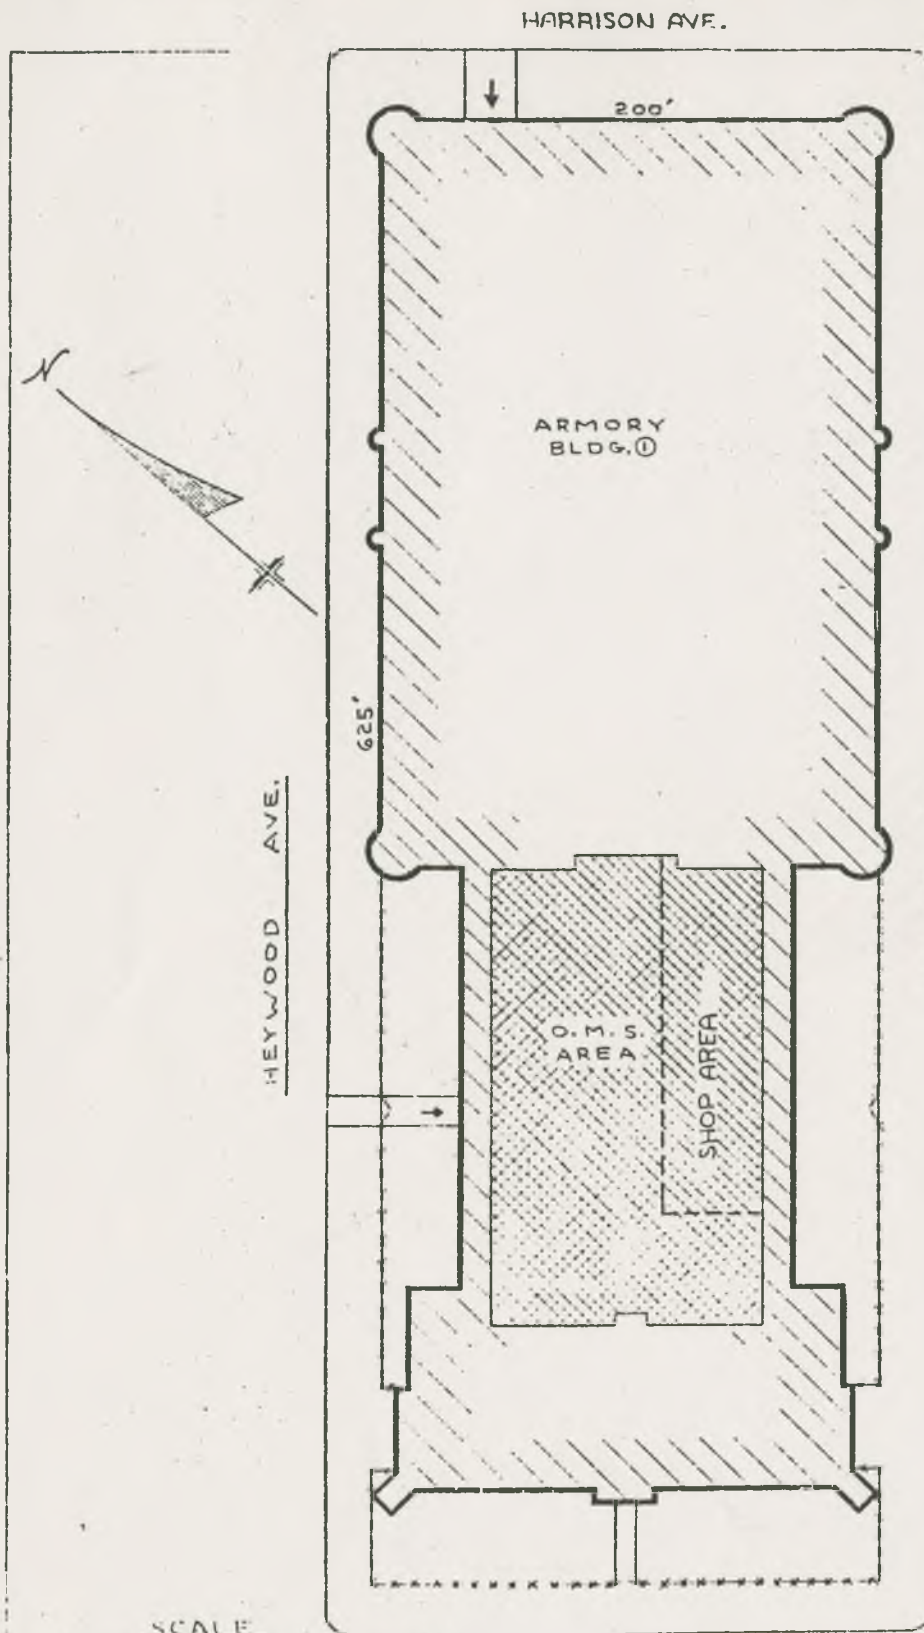 HARRISON AVE.
200'
N
ARMORY
BLDG. ①
625'
HEYWOOD AVE.
O.M.S.
AREA
SHOP AREA
SCALE